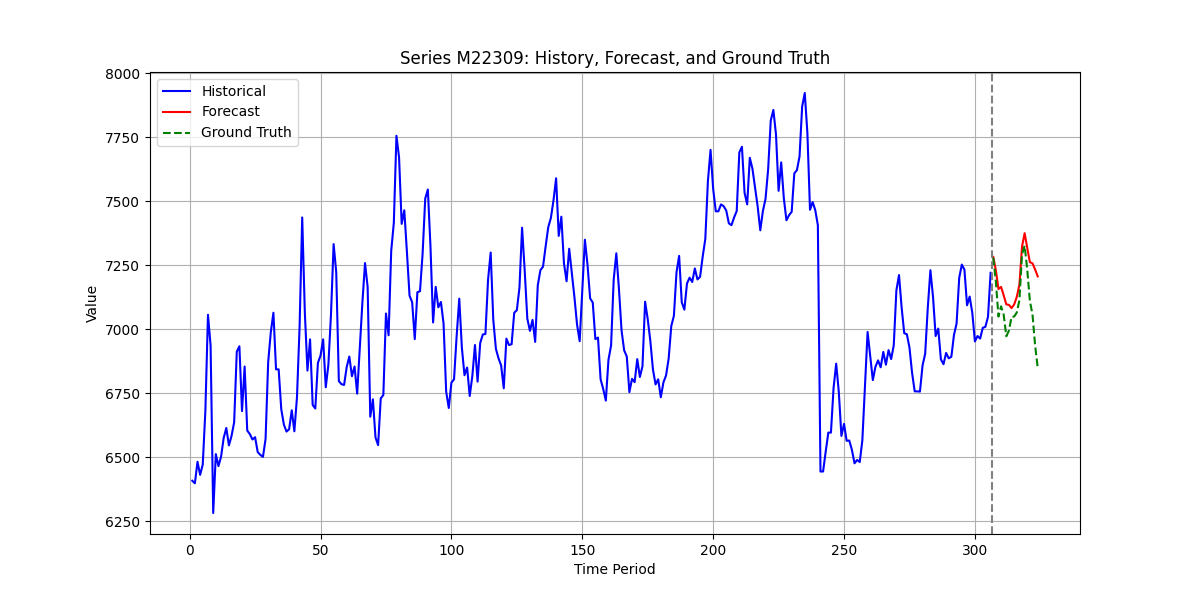 Series M22309: History, Forecast, and Ground Truth
Historical
Forecast
Ground Truth
Value
8000
7750
7500
7250
7000
6750
6500
6250
0 50 100 150 200 250 300
Time Period